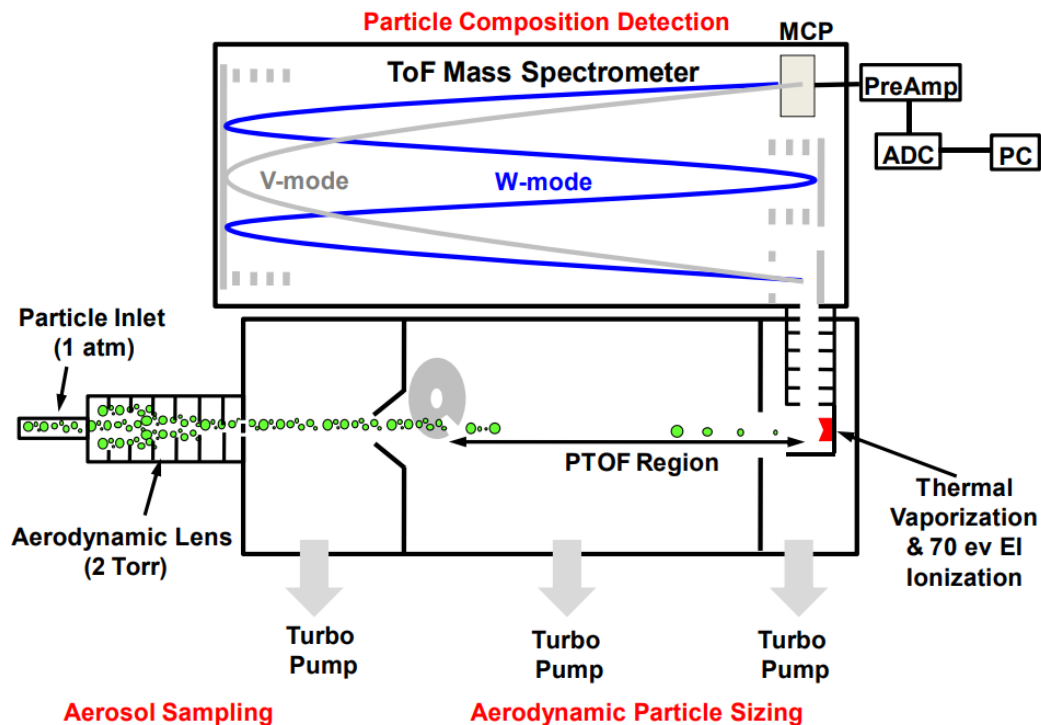 Particle Composition Detection
MCP
ToF Mass Spectrometer
PreAmp
ADC
PC
V-mode
W-mode
Particle Inlet
(1 atm)
PTOF Region
Aerodynamic Lens
(2 Torr)
Thermal
Vaporization
& 70 ev EI
Ionization
Turbo
Pump
Turbo
Pump
Turbo
Pump
Aerosol Sampling
Aerodynamic Particle Sizing